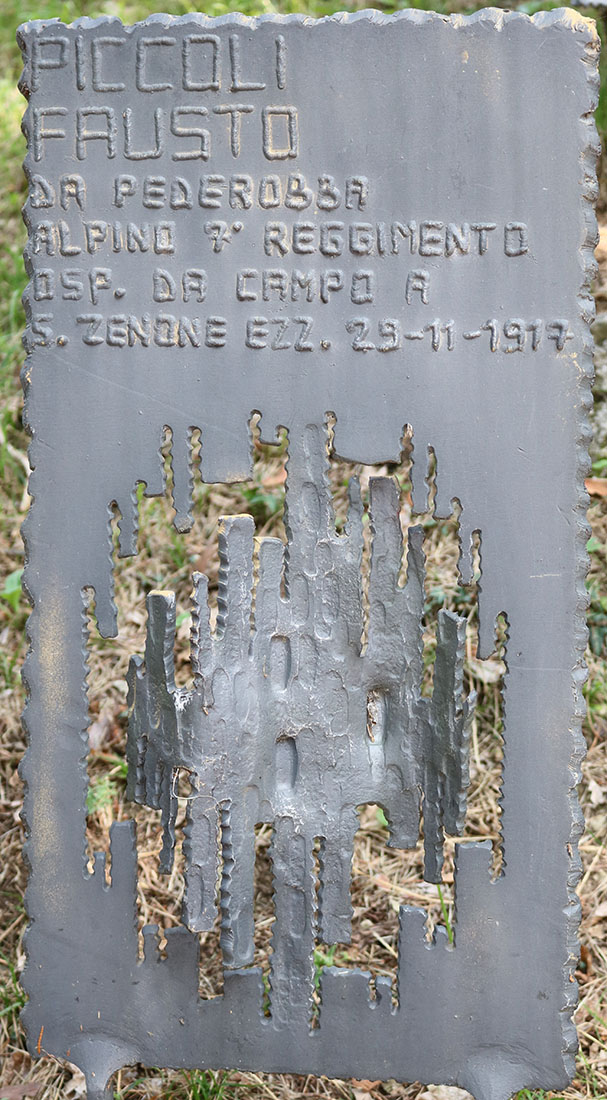 PICCOLI
FAUSTO
DA PEDEROBBA
ALPINO 7° REGGIMENTO
OSP. DA CAMPO A
S. ZENONE EZZ. 29-11-1917